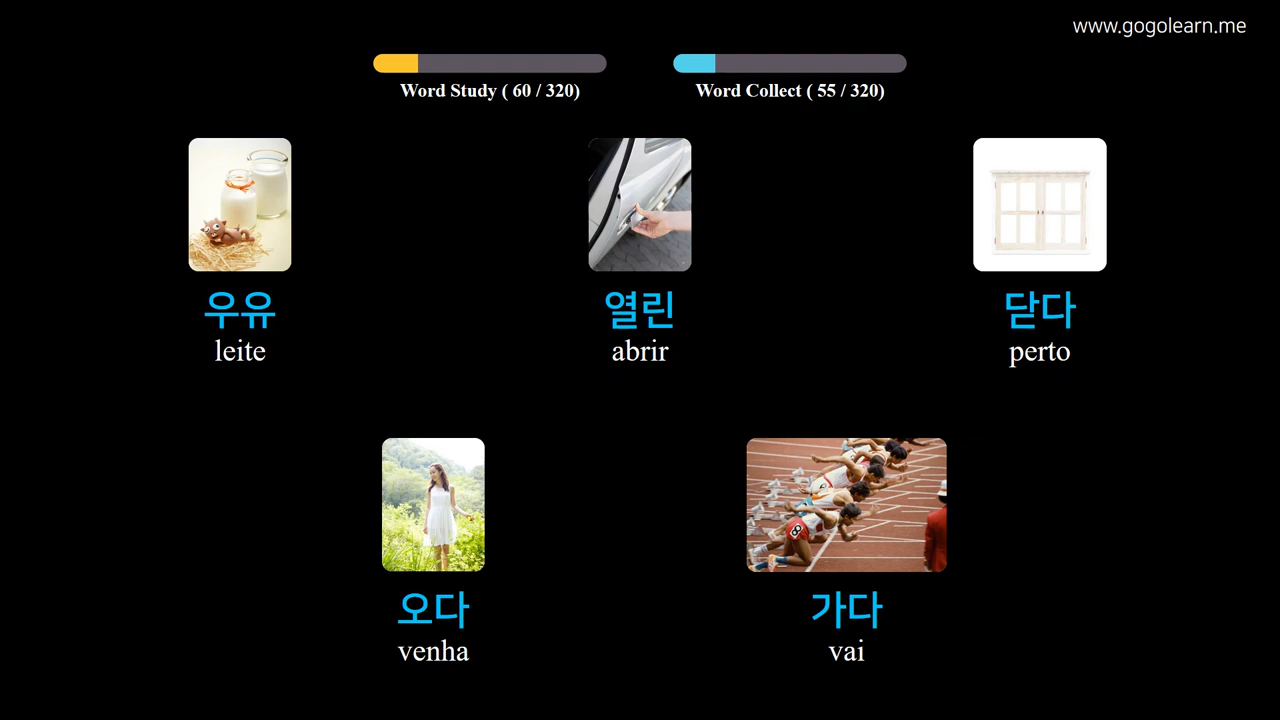 www.gogolearn.me
Word Study ( 60 / 320)
Word Collect ( 55 / 320)
우유
leite
열린
abrir
닫다
perto
오다
venha
가다
vai